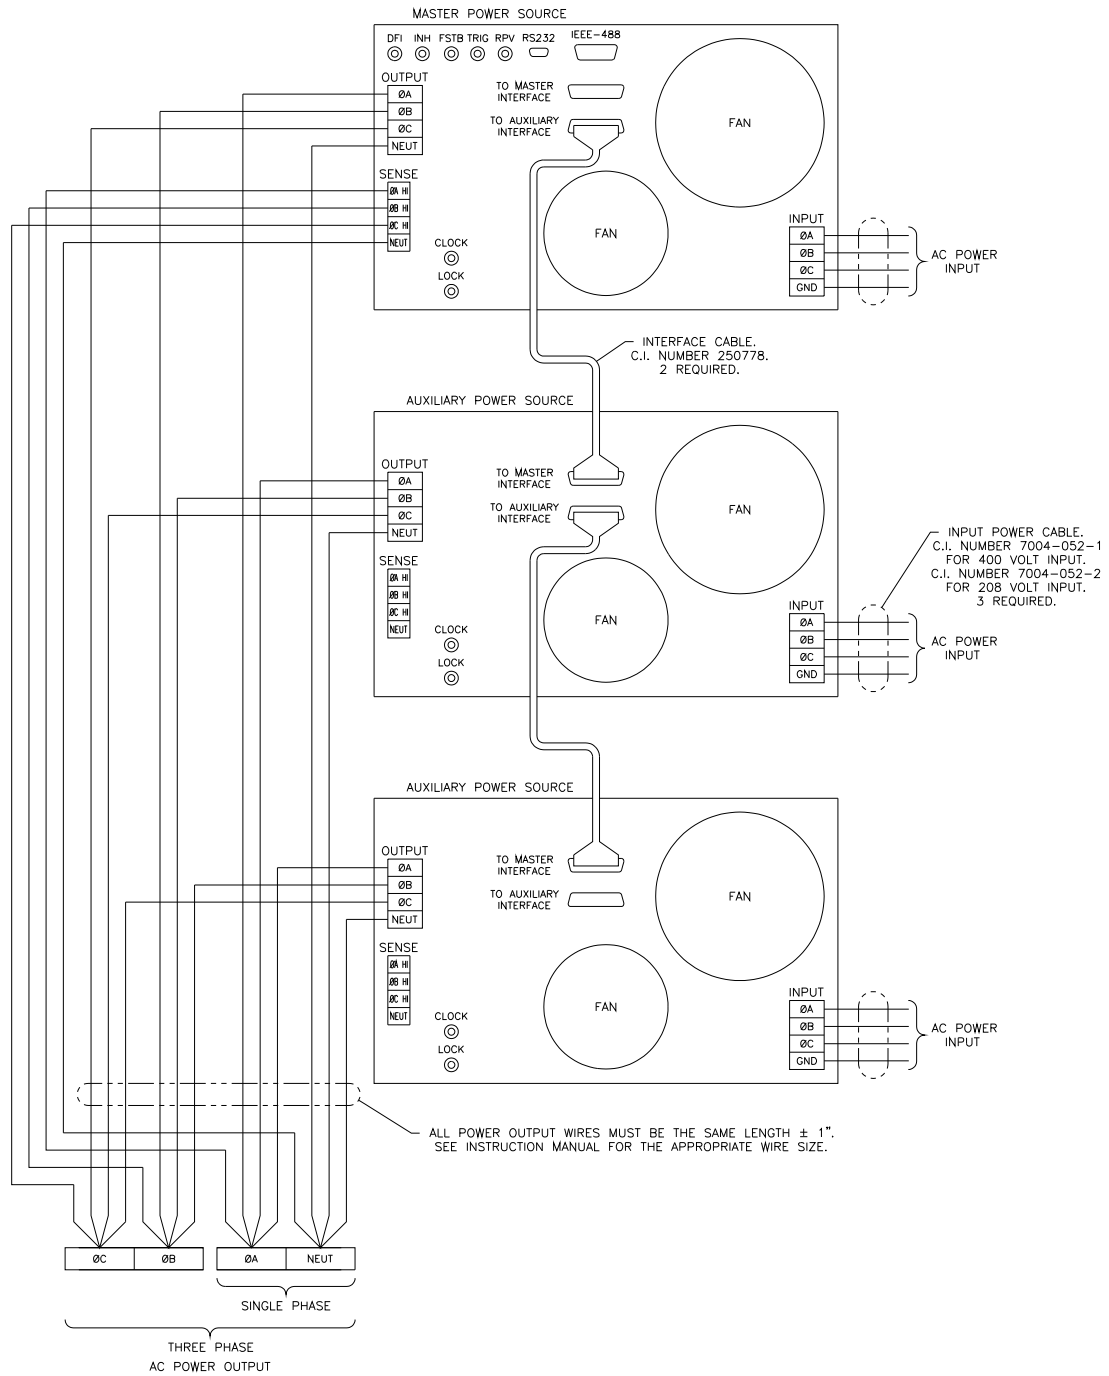 MASTER POWER SOURCE
DFI INH FSTB TRIG RPV RS232 IEEE-488
OUTPUT
ØA
ØB
ØC
NEUT
TO MASTER
INTERFACE
TO AUXILIARY
INTERFACE
FAN
SENSE
ØA HI
ØB HI
ØC HI
NEUT
FAN
CLOCK
LOCK
INPUT
ØA
ØB
ØC
GND
AC POWER
INPUT
INTERFACE CABLE.
C.I. NUMBER 250778.
2 REQUIRED.
AUXILIARY POWER SOURCE
OUTPUT
ØA
ØB
ØC
NEUT
TO MASTER
INTERFACE
TO AUXILIARY
INTERFACE
FAN
SENSE
ØA HI
ØB HI
ØC HI
NEUT
FAN
CLOCK
LOCK
INPUT
ØA
ØB
ØC
GND
AC POWER
INPUT
INPUT POWER CABLE.
C.I. NUMBER 7004-052-1
FOR 400 VOLT INPUT.
C.I. NUMBER 7004-052-2
FOR 208 VOLT INPUT.
3 REQUIRED.
AUXILIARY POWER SOURCE
OUTPUT
ØA
ØB
ØC
NEUT
TO MASTER
INTERFACE
TO AUXILIARY
INTERFACE
FAN
SENSE
ØA HI
ØB HI
ØC HI
NEUT
FAN
CLOCK
LOCK
INPUT
ØA
ØB
ØC
GND
AC POWER
INPUT
ALL POWER OUTPUT WIRES MUST BE THE SAME LENGTH ± 1".
SEE INSTRUCTION MANUAL FOR THE APPROPRIATE WIRE SIZE.
ØC ØB ØA NEUT
SINGLE PHASE
THREE PHASE
AC POWER OUTPUT